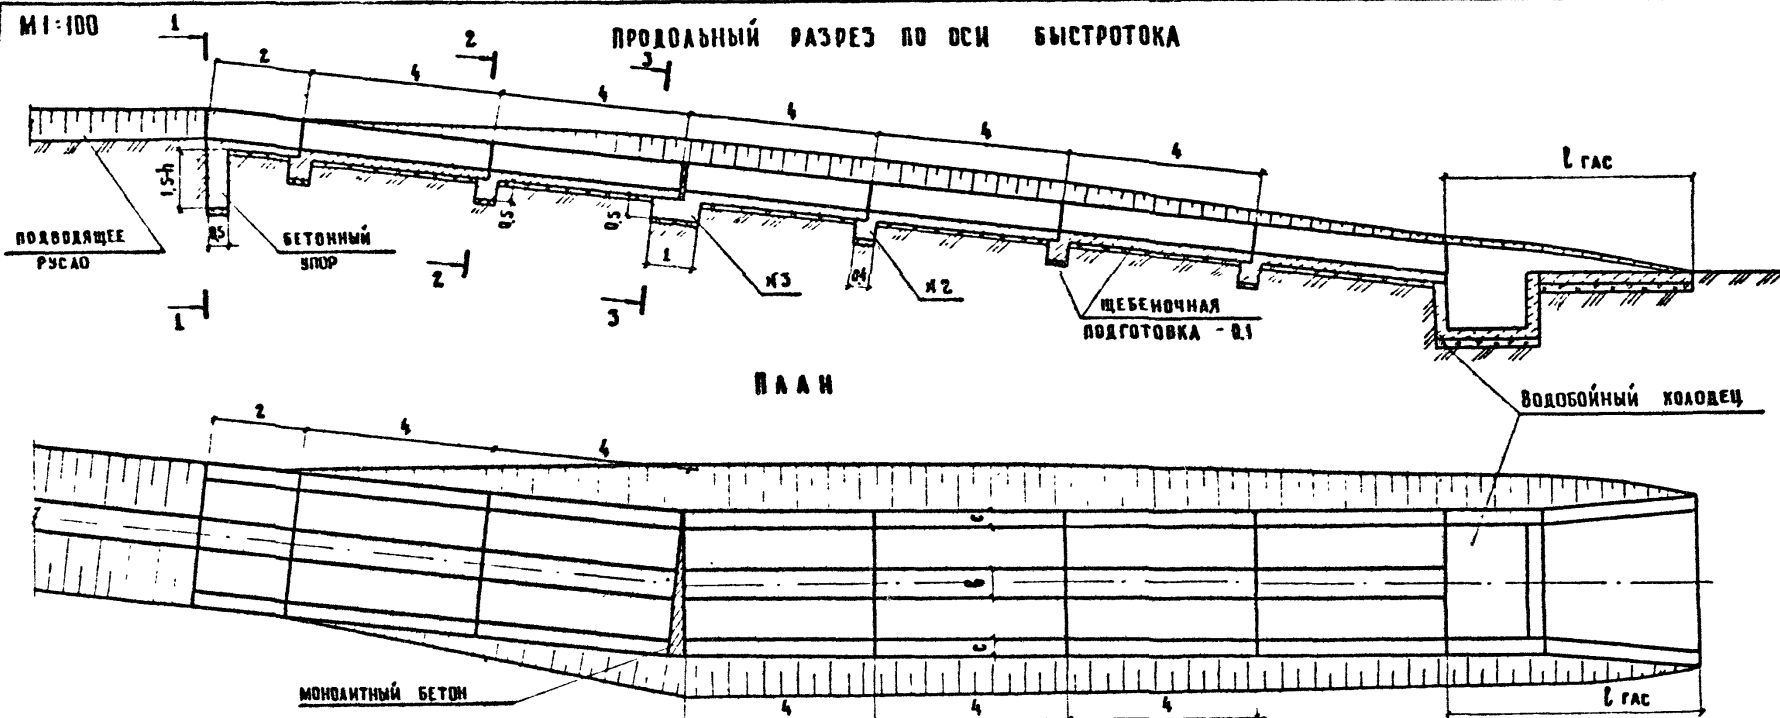 М 1:100
ПРОДОЛЬНЫЙ РАЗРЕЗ ПО ОСИ БЫСТРОТОКА
1
2
3
2
4
4
4
4
4
ℓ ГАС
1,5h
0,5
0,5
0,5
1
0,4
ПОДВОДЯЩЕЕ
РУСЛО
БЕТОННЫЙ
УПОР
№3
№2
ЩЕБЕНОЧНАЯ
ПОДГОТОВКА - 0.1
1
2
3
ПЛАН
ВОДОБОЙНЫЙ КОЛОДЕЦ
2
4
4
с
в
с
МОНОЛИТНЫЙ БЕТОН
4
4
4
ℓ ГАС